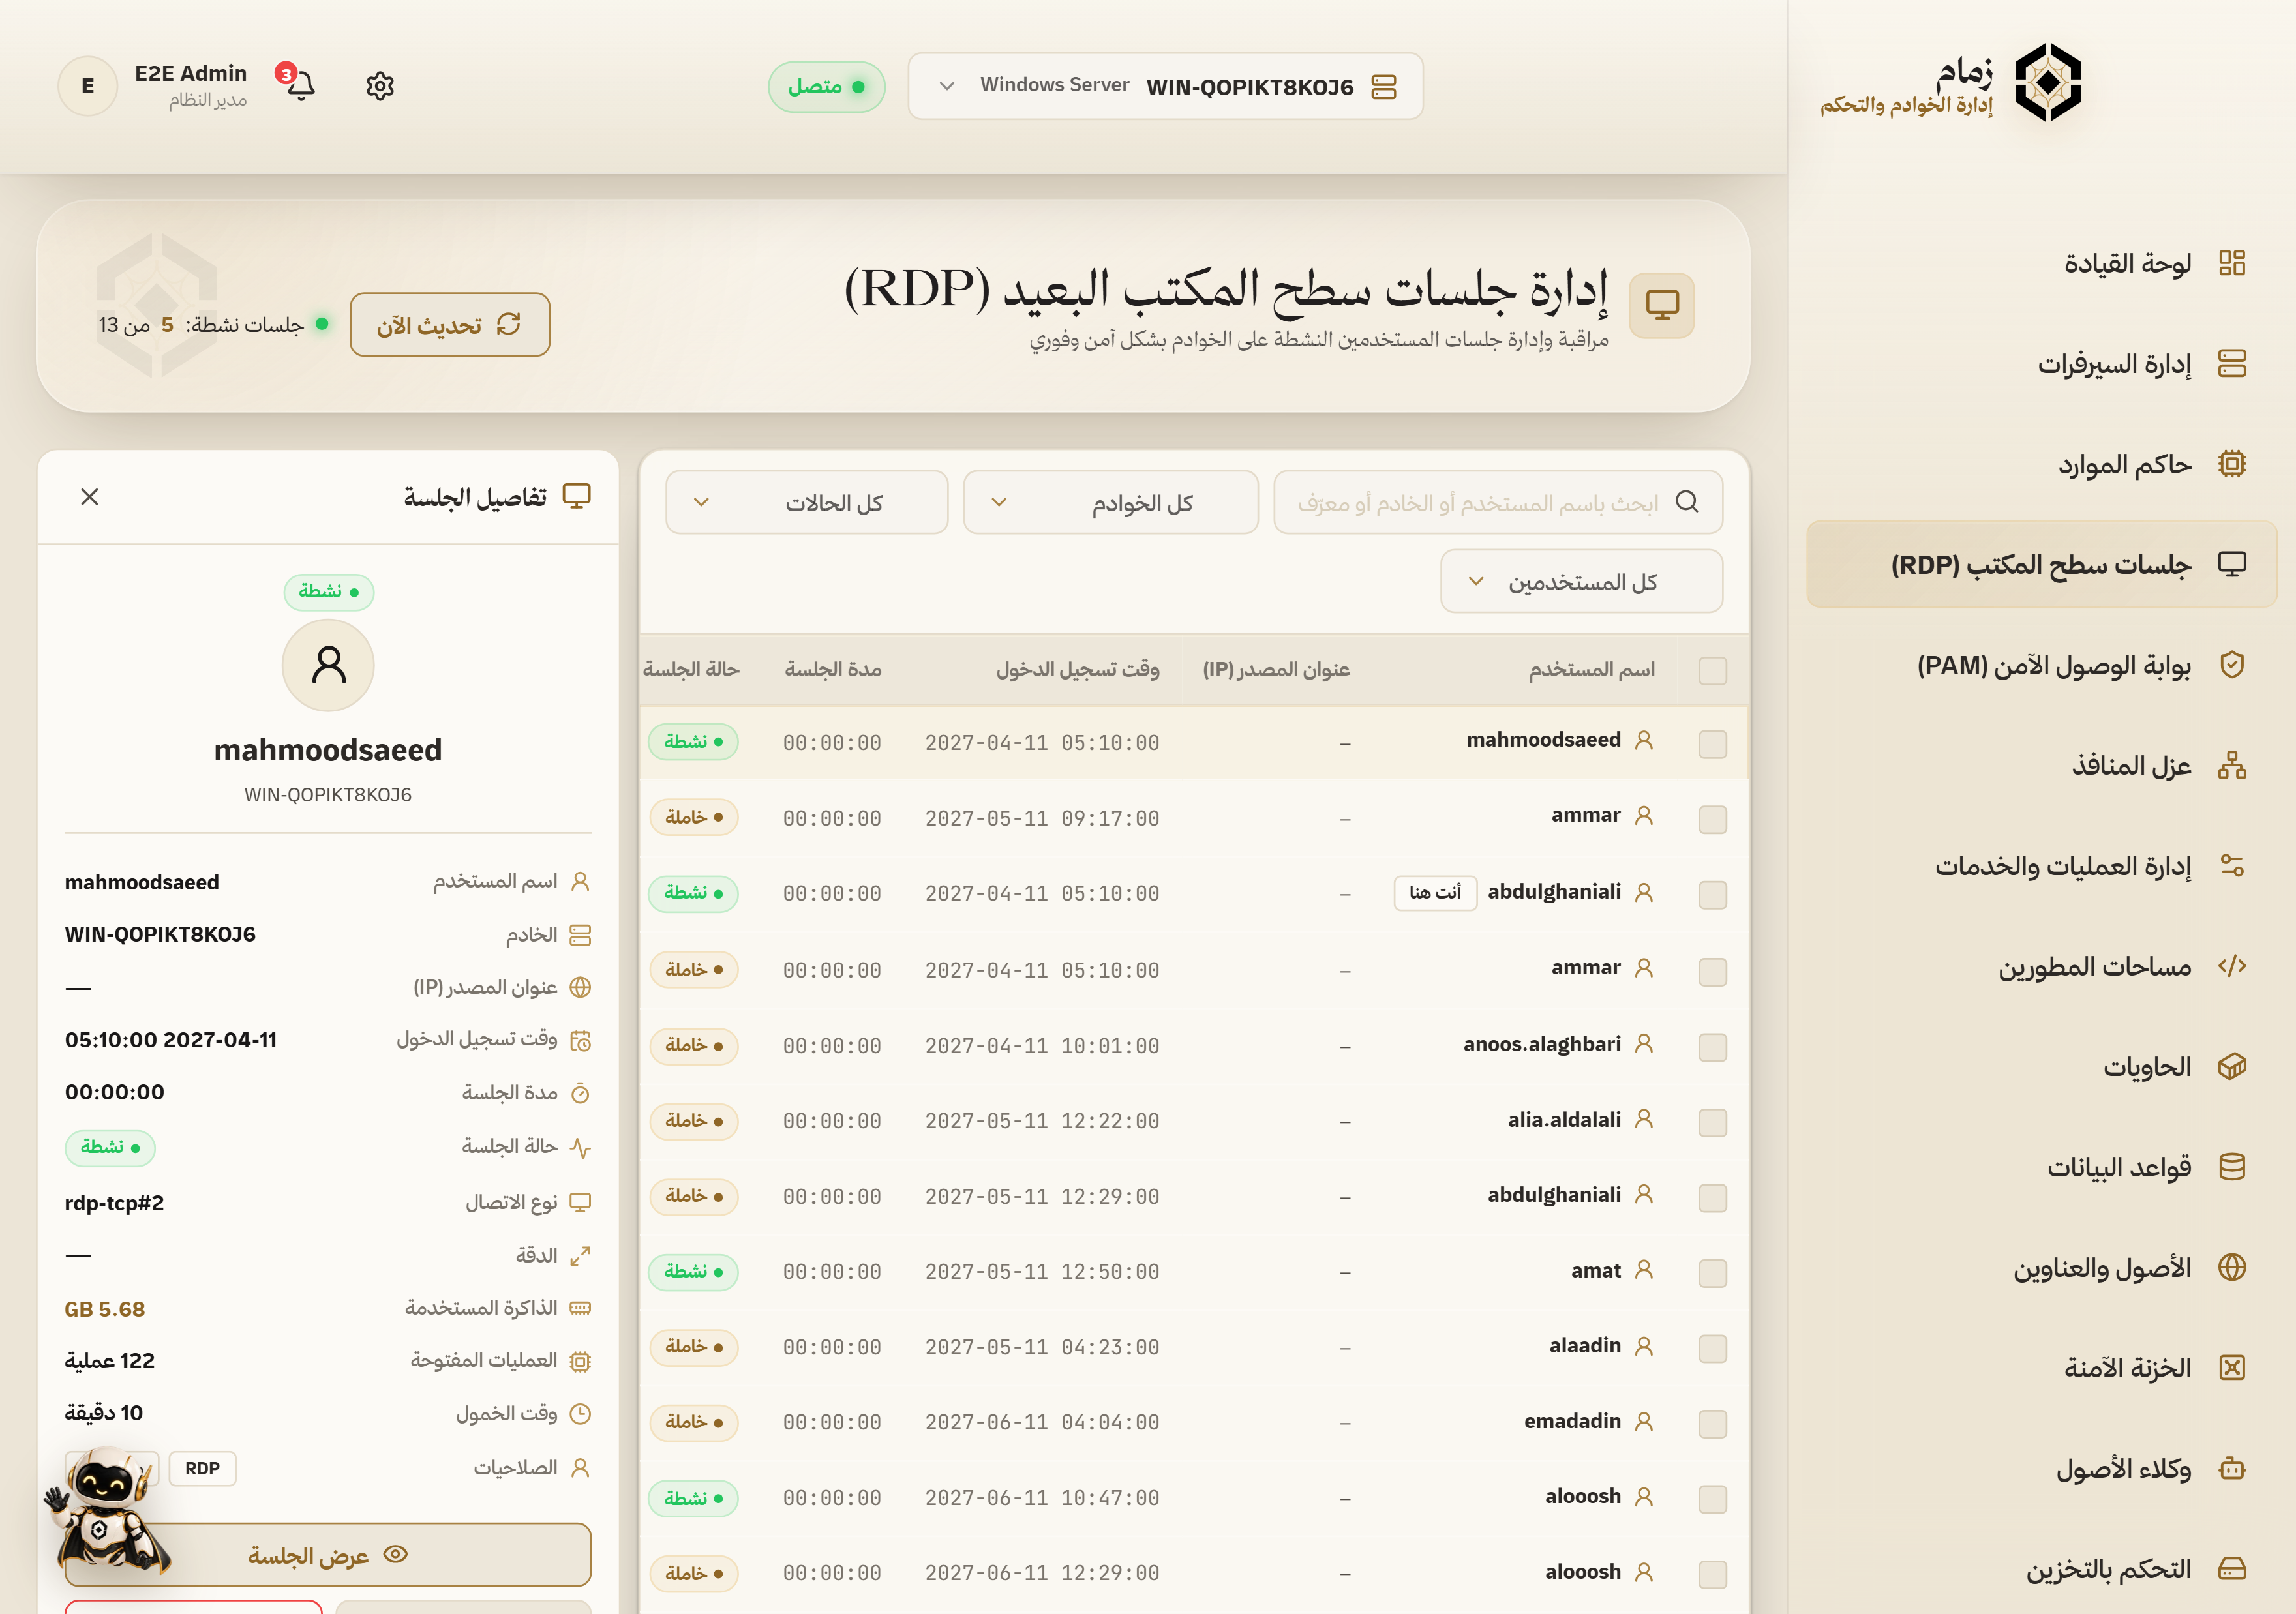 زمام
إدارة الخوادم والتحكم
WIN-QOPIKT8KOJ6 Windows Server
متصل
3
E2E Admin
مدير النظام
E
لوحة القيادة
إدارة السيرفرات
حاكم الموارد
جلسات سطح المكتب (RDP)
بوابة الوصول الآمن (PAM)
عزل المنافذ
إدارة العمليات والخدمات
مساحات المطورين
الحاويات
قواعد البيانات
الأصول والعناوين
الخزنة الآمنة
وكلاء الأصول
التحكم بالتخزين
إدارة جلسات سطح المكتب البعيد (RDP)
مراقبة وإدارة جلسات المستخدمين النشطة على الخوادم بشكل آمن وفوري
تحديث الآن
جلسات نشطة: 5 من 13
ابحث باسم المستخدم أو الخادم أو معرّف
كل الخوادم
كل الحالات
كل المستخدمين
اسم المستخدم عنوان المصدر (IP) وقت تسجيل الدخول مدة الجلسة حالة الجلسة
mahmoodsaeed – 2027-04-11 05:10:00 00:00:00 نشطة
ammar – 2027-05-11 09:17:00 00:00:00 خاملة
abdulghaniali أنت هنا – 2027-04-11 05:10:00 00:00:00 نشطة
ammar – 2027-04-11 05:10:00 00:00:00 خاملة
anoos.alaghbari – 2027-04-11 10:01:00 00:00:00 خاملة
alia.aldalali – 2027-05-11 12:22:00 00:00:00 خاملة
abdulghaniali – 2027-05-11 12:29:00 00:00:00 خاملة
amat – 2027-05-11 12:50:00 00:00:00 نشطة
alaadin – 2027-05-11 04:23:00 00:00:00 خاملة
emadadin – 2027-06-11 04:04:00 00:00:00 خاملة
alooosh – 2027-06-11 10:47:00 00:00:00 نشطة
alooosh – 2027-06-11 12:29:00 00:00:00 خاملة
تفاصيل الجلسة
نشطة
mahmoodsaeed
WIN-QOPIKT8KOJ6
اسم المستخدم mahmoodsaeed
الخادم WIN-QOPIKT8KOJ6
عنوان المصدر (IP) —
وقت تسجيل الدخول 05:10:00 2027-04-11
مدة الجلسة 00:00:00
حالة الجلسة نشطة
نوع الاتصال rdp-tcp#2
الدقة —
الذاكرة المستخدمة GB 5.68
العمليات المفتوحة 122 عملية
وقت الخمول 10 دقيقة
الصلاحيات RDP
عرض الجلسة